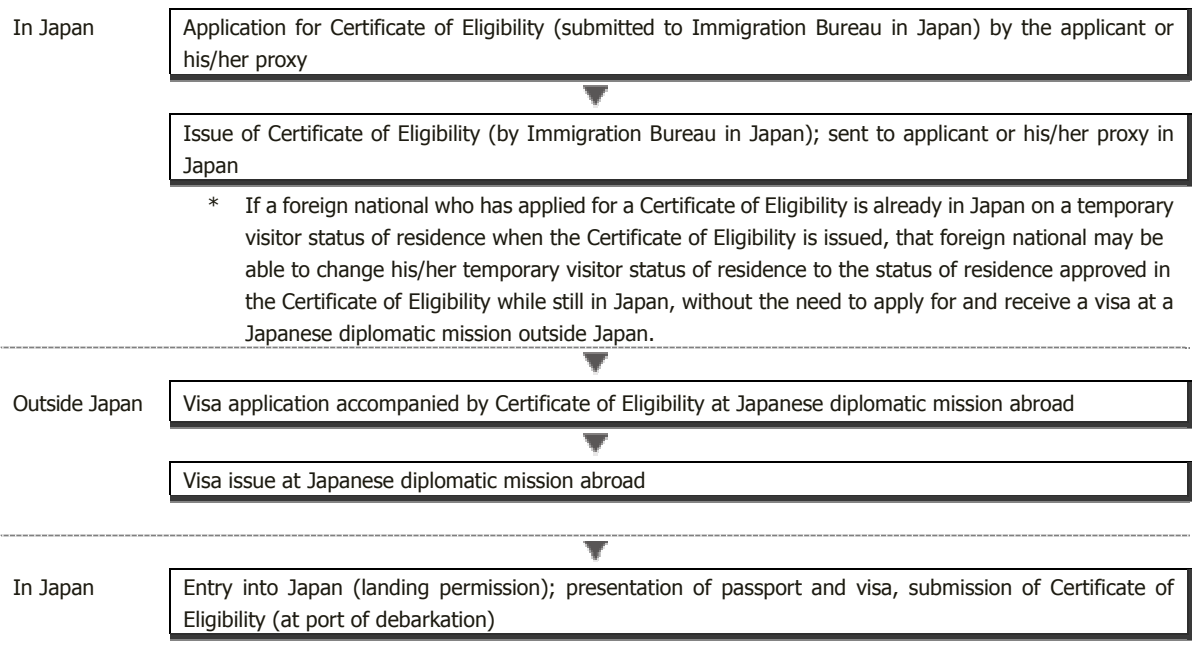 In Japan
Application for Certificate of Eligibility (submitted to Immigration Bureau in Japan) by the applicant or
his/her proxy
Issue of Certificate of Eligibility (by Immigration Bureau in Japan); sent to applicant or his/her proxy in
Japan
* If a foreign national who has applied for a Certificate of Eligibility is already in Japan on a temporary
visitor status of residence when the Certificate of Eligibility is issued, that foreign national may be
able to change his/her temporary visitor status of residence to the status of residence approved in
the Certificate of Eligibility while still in Japan, without the need to apply for and receive a visa at a
Japanese diplomatic mission outside Japan.
Outside Japan
Visa application accompanied by Certificate of Eligibility at Japanese diplomatic mission abroad
Visa issue at Japanese diplomatic mission abroad
In Japan
Entry into Japan (landing permission); presentation of passport and visa, submission of Certificate of
Eligibility (at port of debarkation)